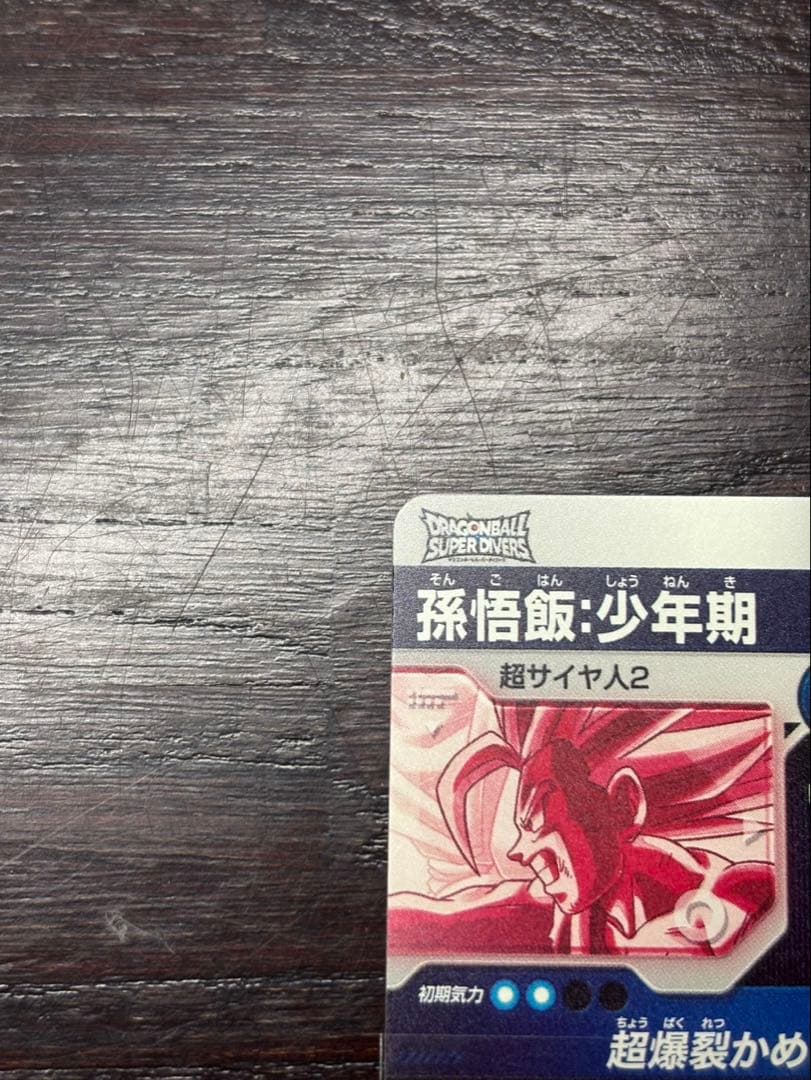 DRAGONBALL
SUPER DIVERS
そん ご はん しょう ねん き
孫悟飯:少年期
超サイヤ人2
初期気力
ちょう ばく れつ
超爆裂かめ